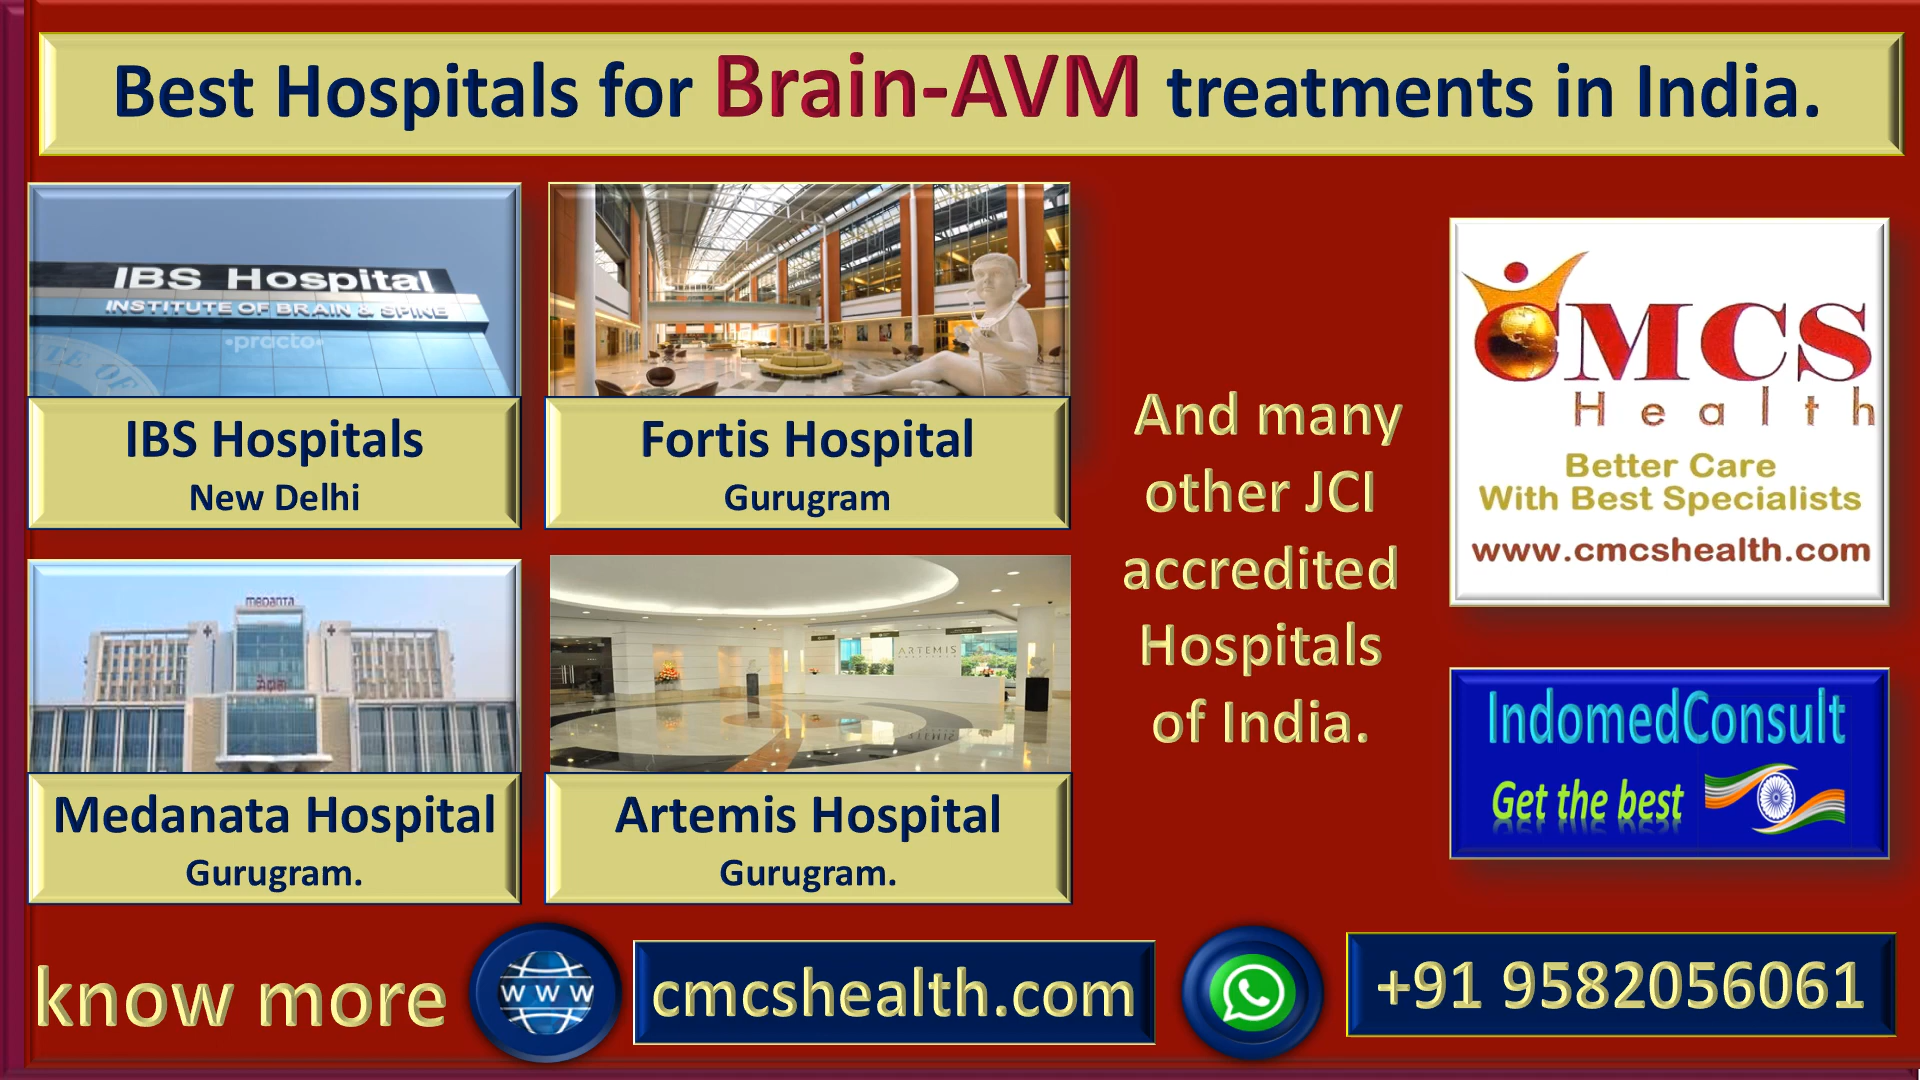 Best Hospitals for Brain-AVM treatments in India.
IBS Hospital
INSTITUTE OF BRAIN & SPINE
•practo•
TE OF
IBS Hospitals
New Delhi
Fortis Hospital
Gurugram
medanta
Medanata Hospital
Gurugram.
ARTEMIS
Artemis Hospital
Gurugram.
And many
other JCI
accredited
Hospitals
of India.
CMCS
Health
Better Care
With Best Specialists
www.cmcshealth.com
IndomedConsult
Get the best
know more
WWW
cmcshealth.com
+91 9582056061